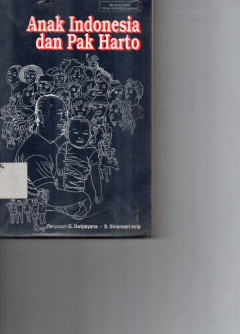 Anak Indonesia
dan Pak Harto
Penyusun G. Dwipayana - S. Sinansari ecip